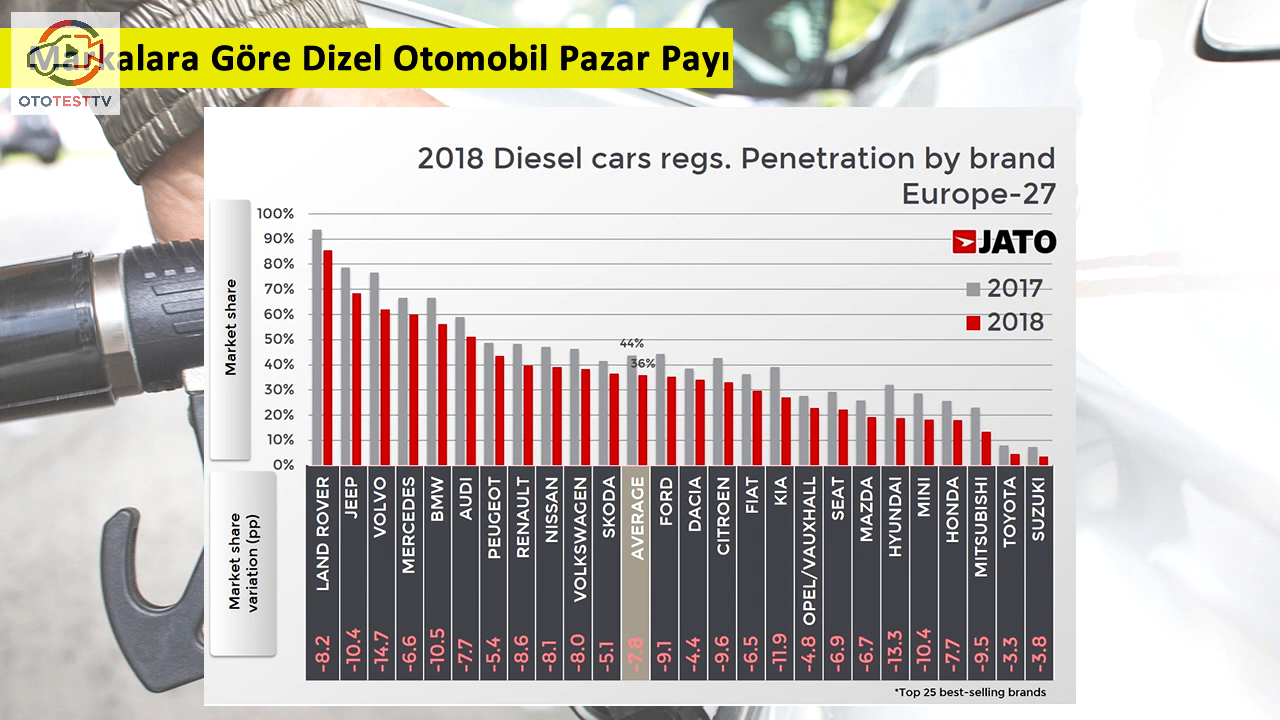 Markalara Göre Dizel Otomobil Pazar Payı
OTOTESTTV
2018 Diesel cars regs. Penetration by brand
Europe-27
JATO
2017
2018
Market share
100%
90%
80%
70%
60%
50%
40%
30%
20%
10%
0%
44%
36%
LAND ROVER
JEEP
VOLVO
MERCEDES
BMW
AUDI
PEUGEOT
RENAULT
NISSAN
VOLKSWAGEN
SKODA
AVERAGE
FORD
DACIA
CITROEN
FIAT
KIA
OPEL/VAUXHALL
SEAT
MAZDA
HYUNDAI
MINI
HONDA
MITSUBISHI
TOYOTA
SUZUKI
Market share
variation (pp)
-8.2
-10.4
-14.7
-6.6
-10.5
-7.7
-5.4
-8.6
-8.1
-8.0
-5.1
-7.8
-9.1
-4.4
-9.6
-6.5
-11.9
-4.8
-6.9
-6.7
-13.3
-10.4
-7.7
-9.5
-3.3
-3.8
*Top 25 best-selling brands